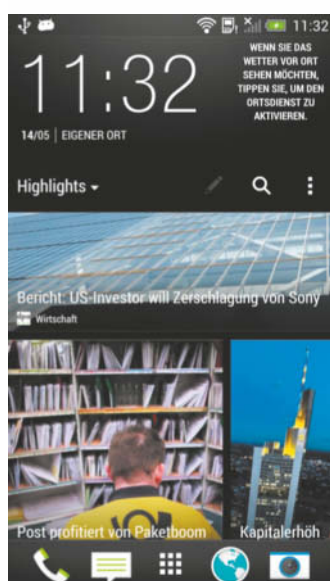 11:32
11:32
WENN SIE DAS
WETTER VOR ORT
SEHEN MÖCHTEN,
TIPPEN SIE, UM DEN
ORTSDIENST ZU
AKTIVIEREN.
14/05 | EIGENER ORT
Highlights
Bericht: US-Investor will Zerschlagung von Sony
Wirtschaft
Post profitiert von Paketboom
Kapitalerhöh